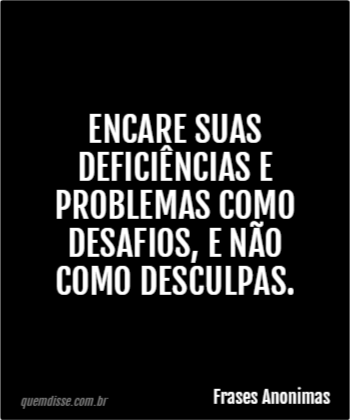 ENCARE SUAS
DEFICIÊNCIAS E
PROBLEMAS COMO
DESAFIOS, E NÃO
COMO DESCULPAS.
quemdisse.com.br
Frases Anonimas